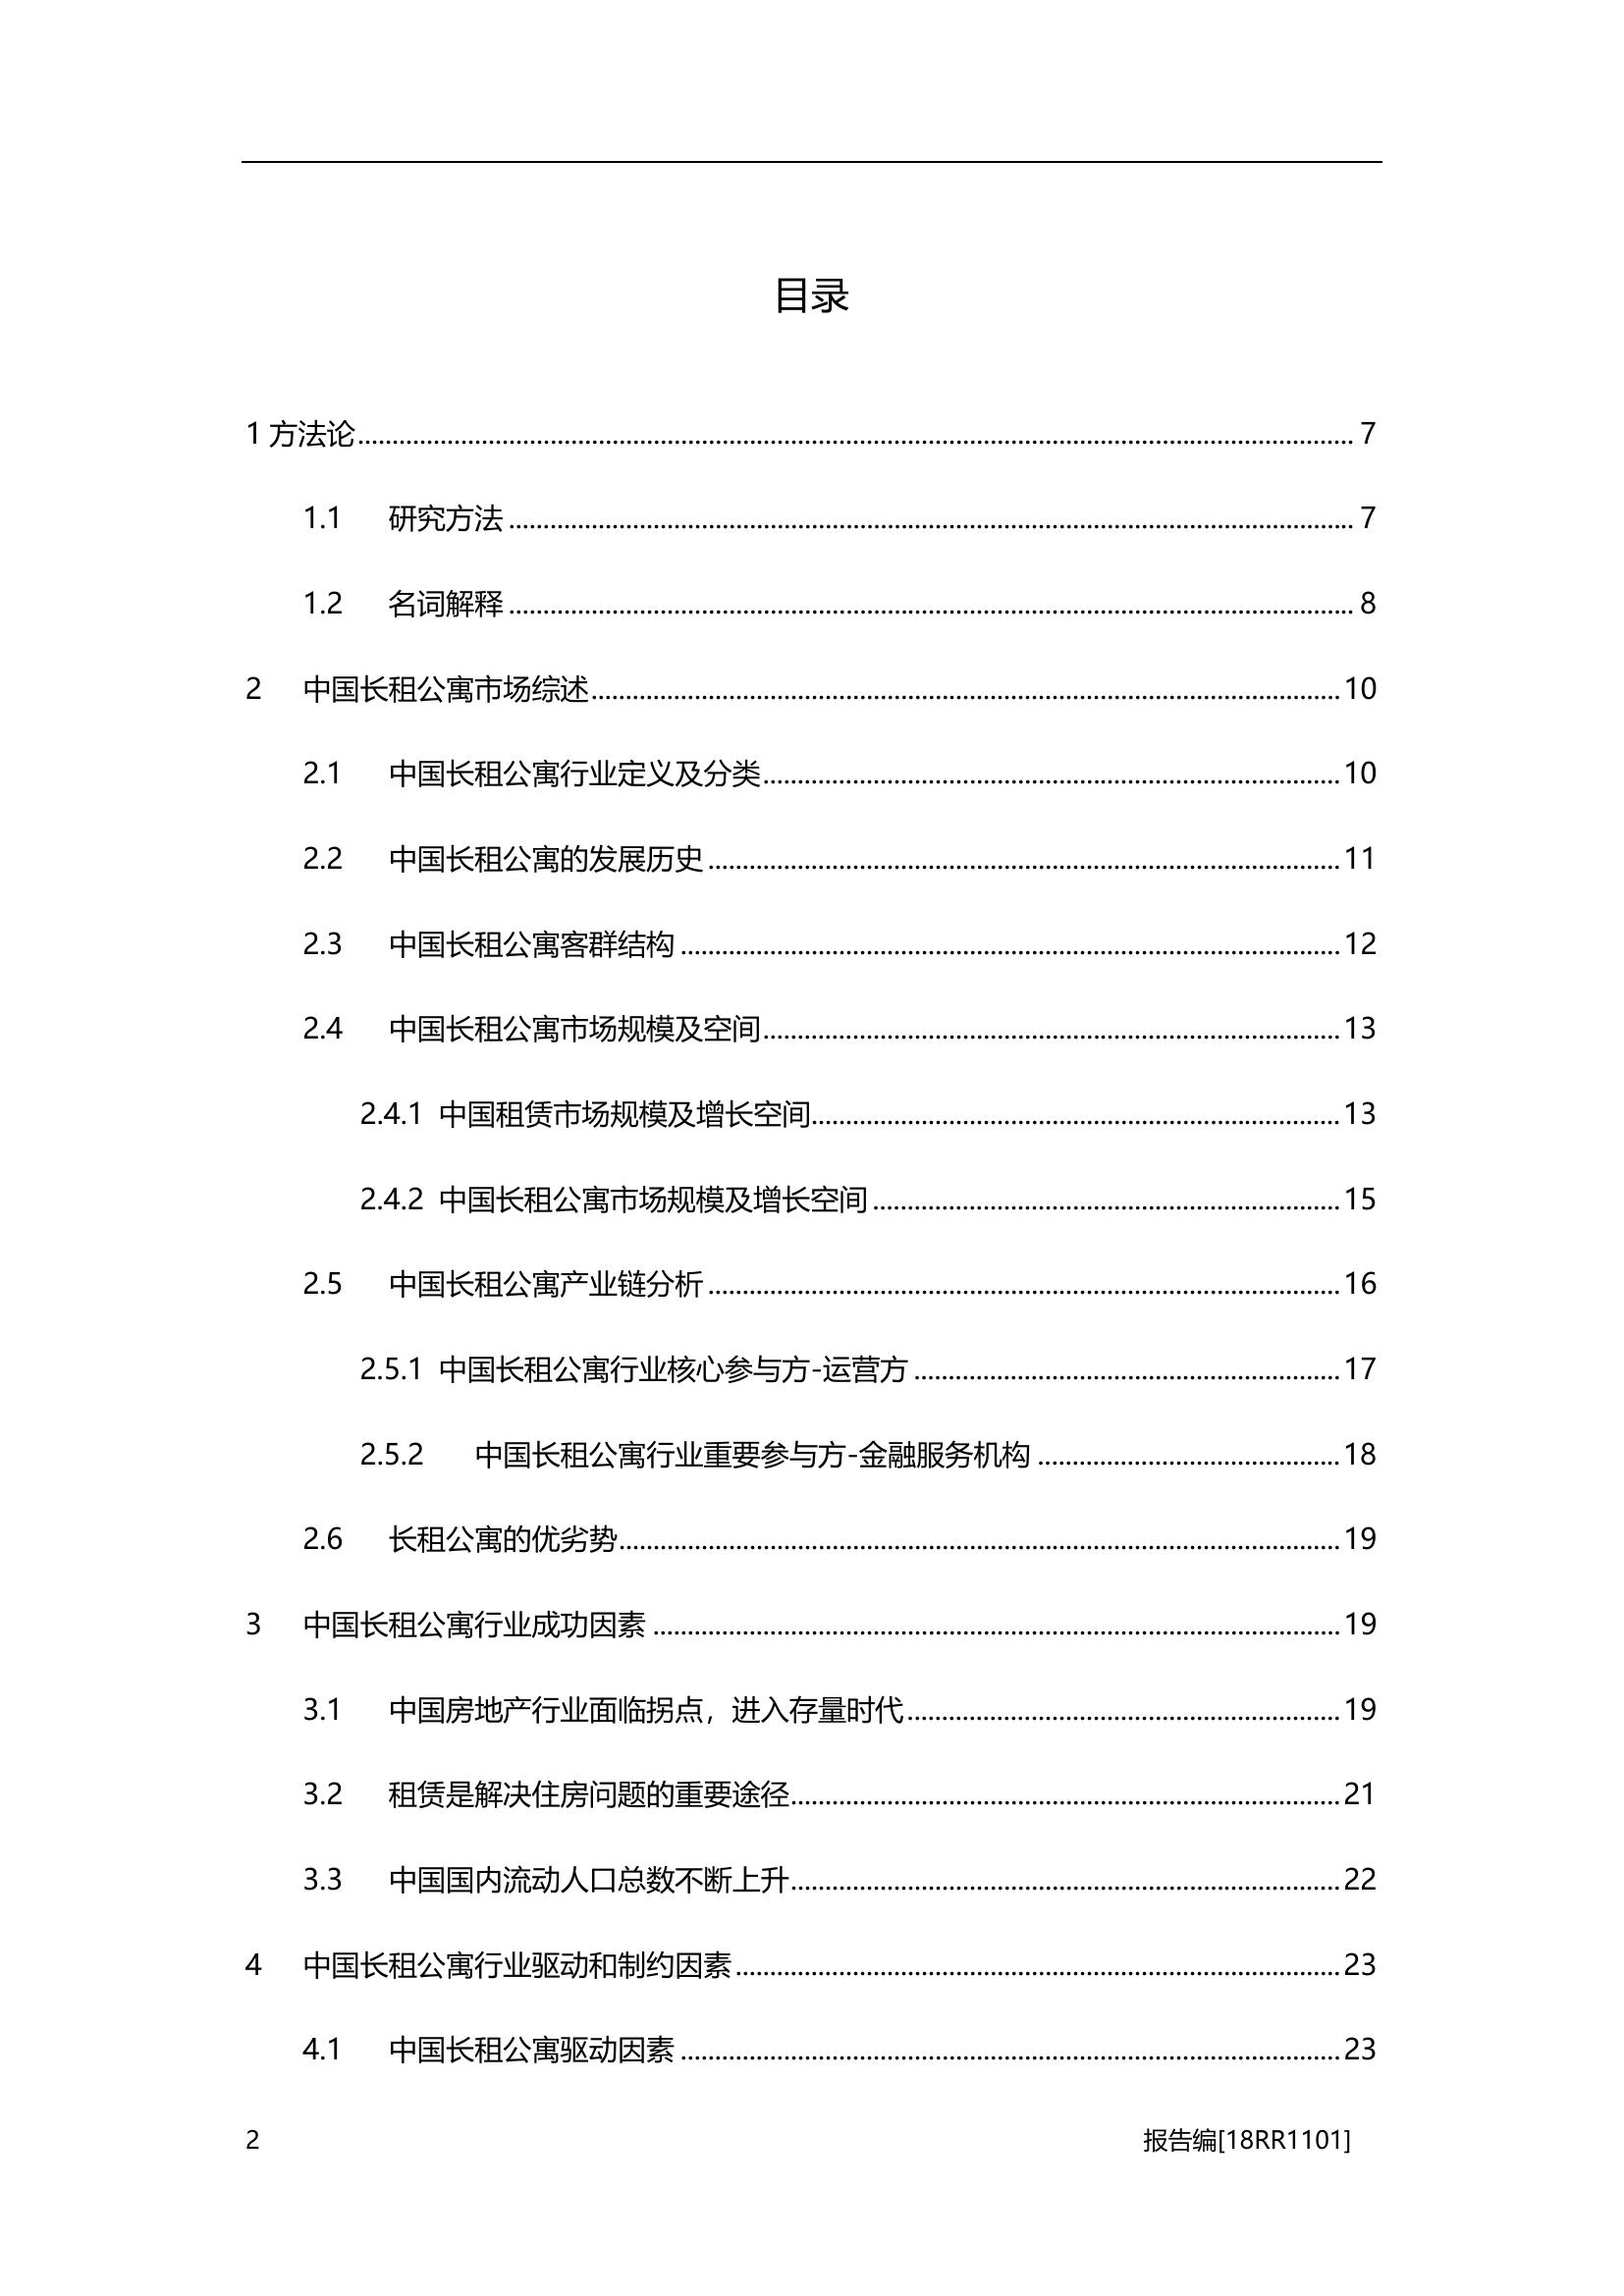 目录
1 方法论 7
1.1 研究方法 7
1.2 名词解释 8
2 中国长租公寓市场综述 10
2.1 中国长租公寓行业定义及分类 10
2.2 中国长租公寓的发展历史 11
2.3 中国长租公寓客群结构 12
2.4 中国长租公寓市场规模及空间 13
2.4.1 中国租赁市场规模及增长空间 13
2.4.2 中国长租公寓市场规模及增长空间 15
2.5 中国长租公寓产业链分析 16
2.5.1 中国长租公寓行业核心参与方-运营方 17
2.5.2 中国长租公寓行业重要参与方-金融服务机构 18
2.6 长租公寓的优劣势 19
3 中国长租公寓行业成功因素 19
3.1 中国房地产行业面临拐点，进入存量时代 19
3.2 租赁是解决住房问题的重要途径 21
3.3 中国国内流动人口总数不断上升 22
4 中国长租公寓行业驱动和制约因素 23
4.1 中国长租公寓驱动因素 23
2 报告编[18RR1101]